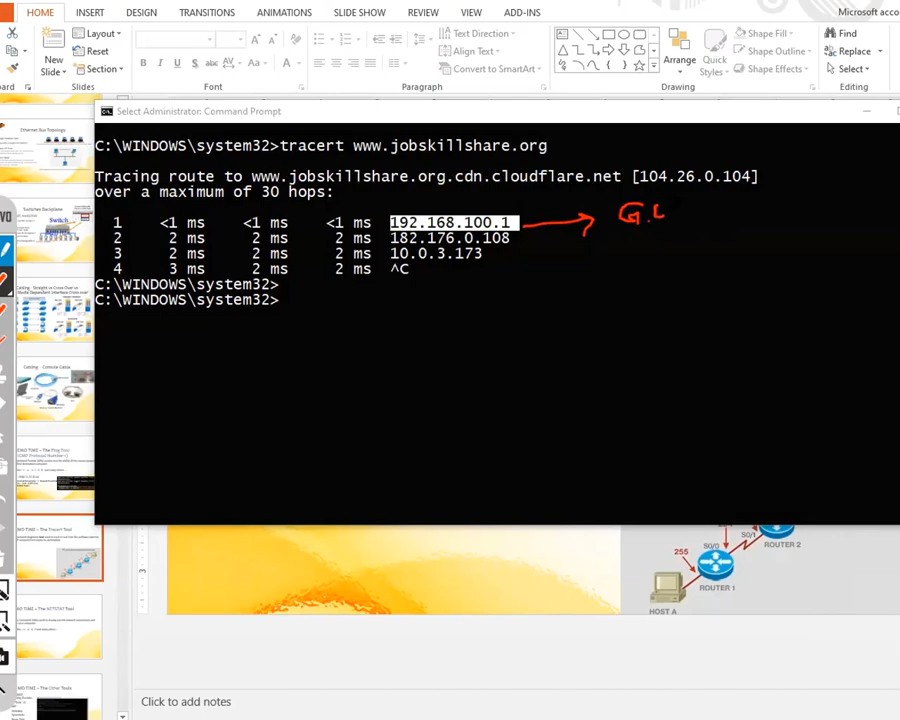 HOME INSERT DESIGN TRANSITIONS ANIMATIONS SLIDE SHOW REVIEW VIEW ADD-INS Microsoft acco
New Slide Layout Reset Section
B I U S abc AV Aa A
Text Direction Align Text Convert to SmartArt
Arrange Quick Styles Shape Fill Shape Outline Shape Effects
Find Replace Select
Slides Font Paragraph Drawing Editing
Select Administrator: Command Prompt
C:\WINDOWS\system32>tracert www.jobskillshare.org
Tracing route to www.jobskillshare.org.cdn.cloudflare.net [104.26.0.104]
over a maximum of 30 hops:
1 <1 ms <1 ms <1 ms 192.168.100.1
G.
2 2 ms 2 ms 2 ms 182.176.0.108
3 2 ms 2 ms 2 ms 10.0.3.173
4 3 ms 2 ms 2 ms ^C
C:\WINDOWS\system32>
C:\WINDOWS\system32>
Ethernet Bus Topology
Switch
Switches Backplane
Cabling - Console Cable
S0/0
S0/1
ROUTER 2
255
ROUTER 1
HOST A
3
Click to add notes